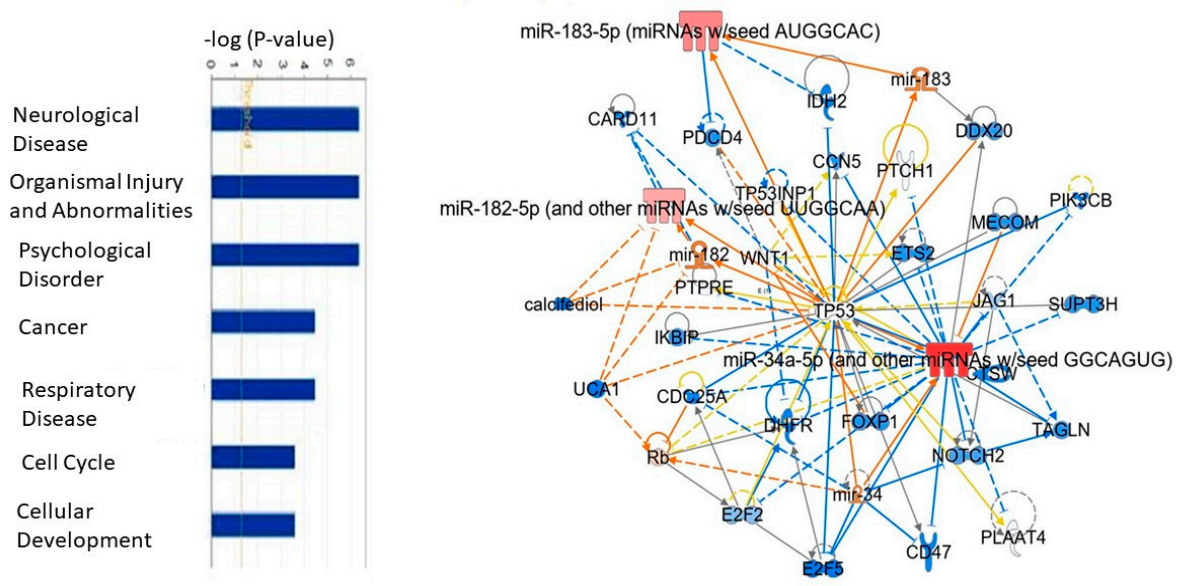 -log (P-value)
0 1 2 3 4 5 6
Threshold
Neurological
Disease
Organismal Injury
and Abnormalities
Psychological
Disorder
Cancer
Respiratory
Disease
Cell Cycle
Cellular
Development
miR-183-5p (miRNAs w/seed AUGGCAC)
mir-183
IDH2
CARD11
PDCD4
DDX20
CCN5
PTCH1
TP53INP1
PIK3CB
miR-182-5p (and other miRNAs w/seed UUGGCAA)
MECOM
mir-182
WNT1
ETS2
PTPRE
calcifediol
TP53
JAG1
SUPT3H
IKBIP
miR-34a-5p (and other miRNAs w/seed GGCAGUG)
CTSW
UCA1
CDC25A
DHFR
FOXP1
TAGLN
Rb
NOTCH2
mir-34
E2F2
PLAAT4
CD47
E2F5